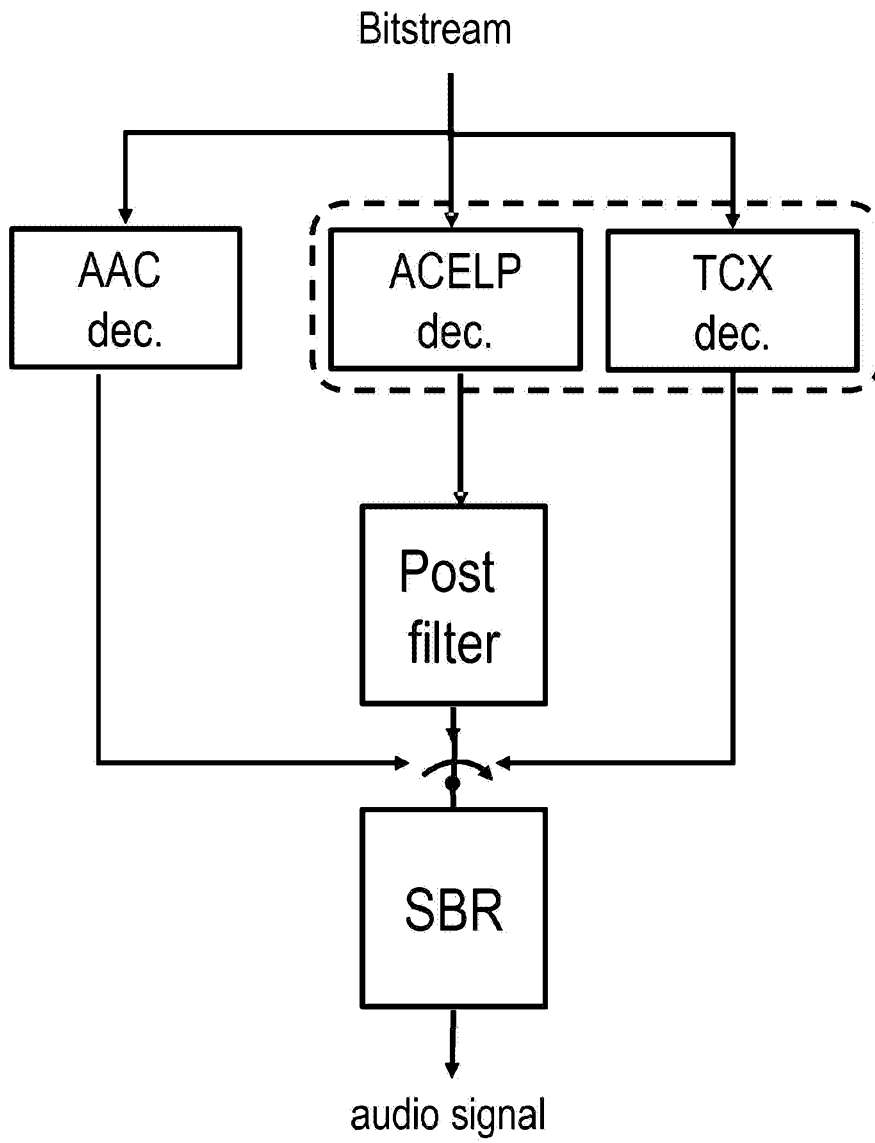 Bitstream
AAC
dec.
ACELP
dec.
TCX
dec.
Post
filter
SBR
audio signal